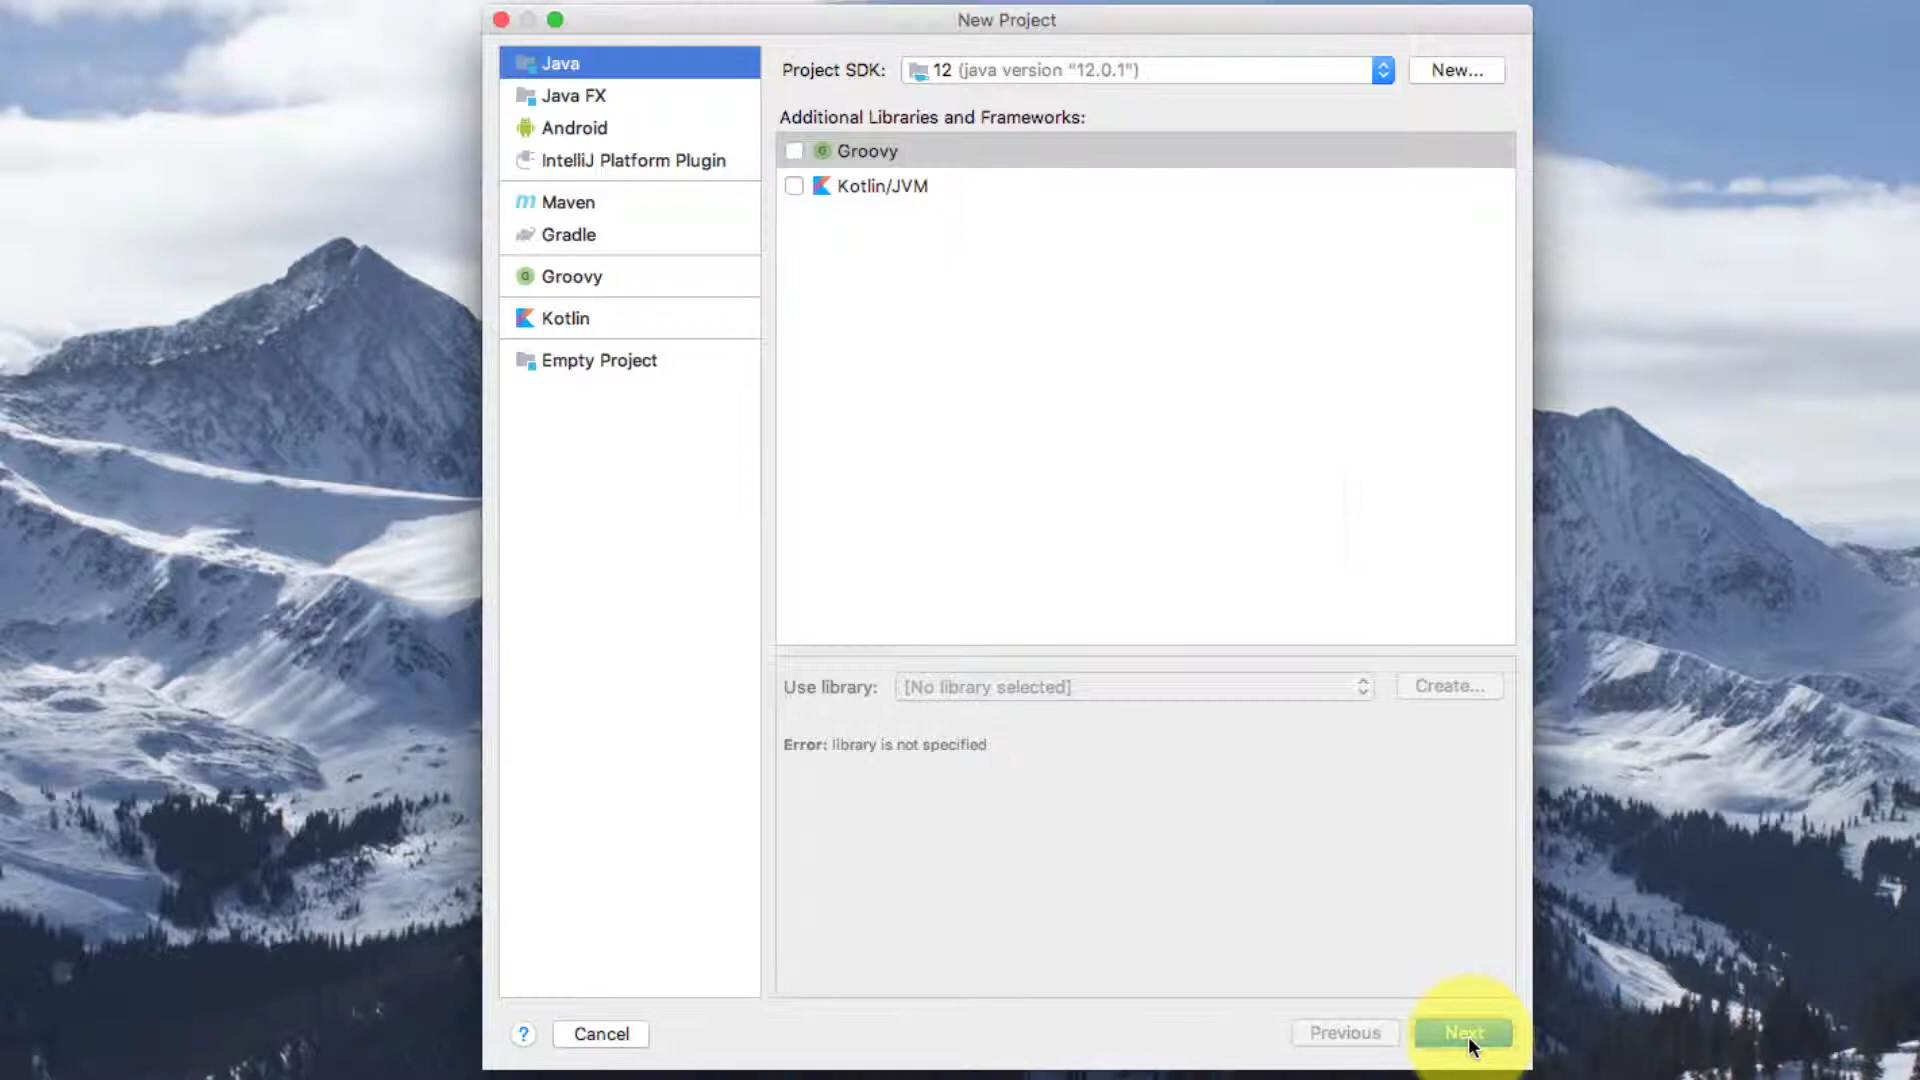 New Project
Java
Java FX
Android
IntelliJ Platform Plugin
Maven
Gradle
Groovy
Kotlin
Empty Project
Project SDK: 12 (java version "12.0.1") New...
Additional Libraries and Frameworks:
Groovy
Kotlin/JVM
Use library: [No library selected] Create...
Error: library is not specified
? Cancel Previous Next